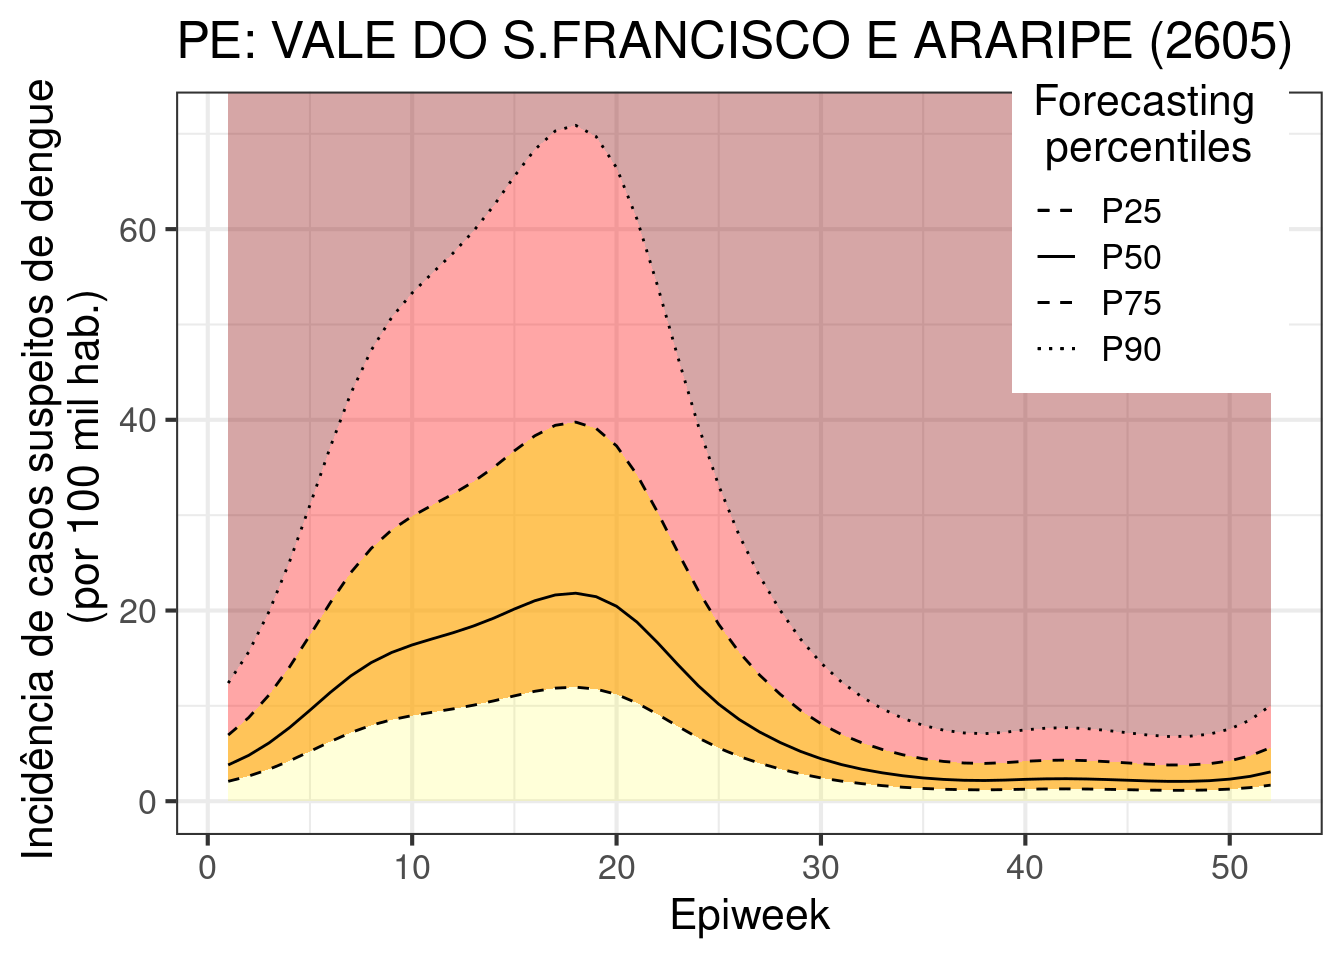 PE: VALE DO S.FRANCISCO E ARARIPE (2605)
Incidência de casos suspeitos de dengue
(por 100 mil hab.)
60
40
20
0
Forecasting
percentiles
P25
P50
P75
P90
0 10 20 30 40 50
Epiweek